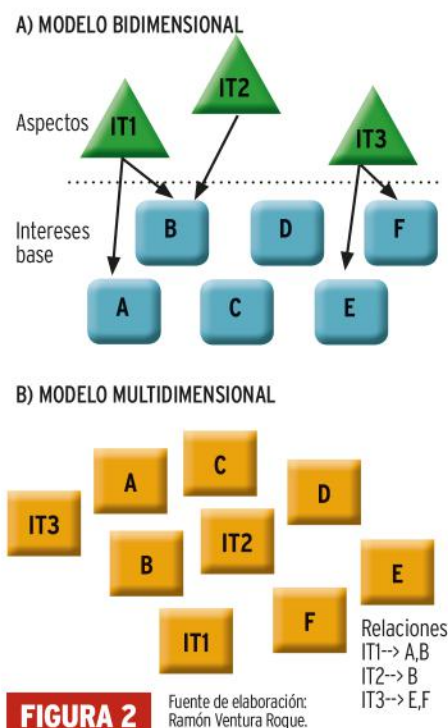 A) MODELO BIDIMENSIONAL
IT2
Aspectos
IT1
IT3
Intereses
base
B
D
F
A
C
E
B) MODELO MULTIDIMENSIONAL
C
A
D
IT3
IT2
B
E
F
IT1
Relaciones
IT1--> A,B
IT2--> B
IT3--> E,F
FIGURA 2
Fuente de elaboración:
Ramón Ventura Roque.